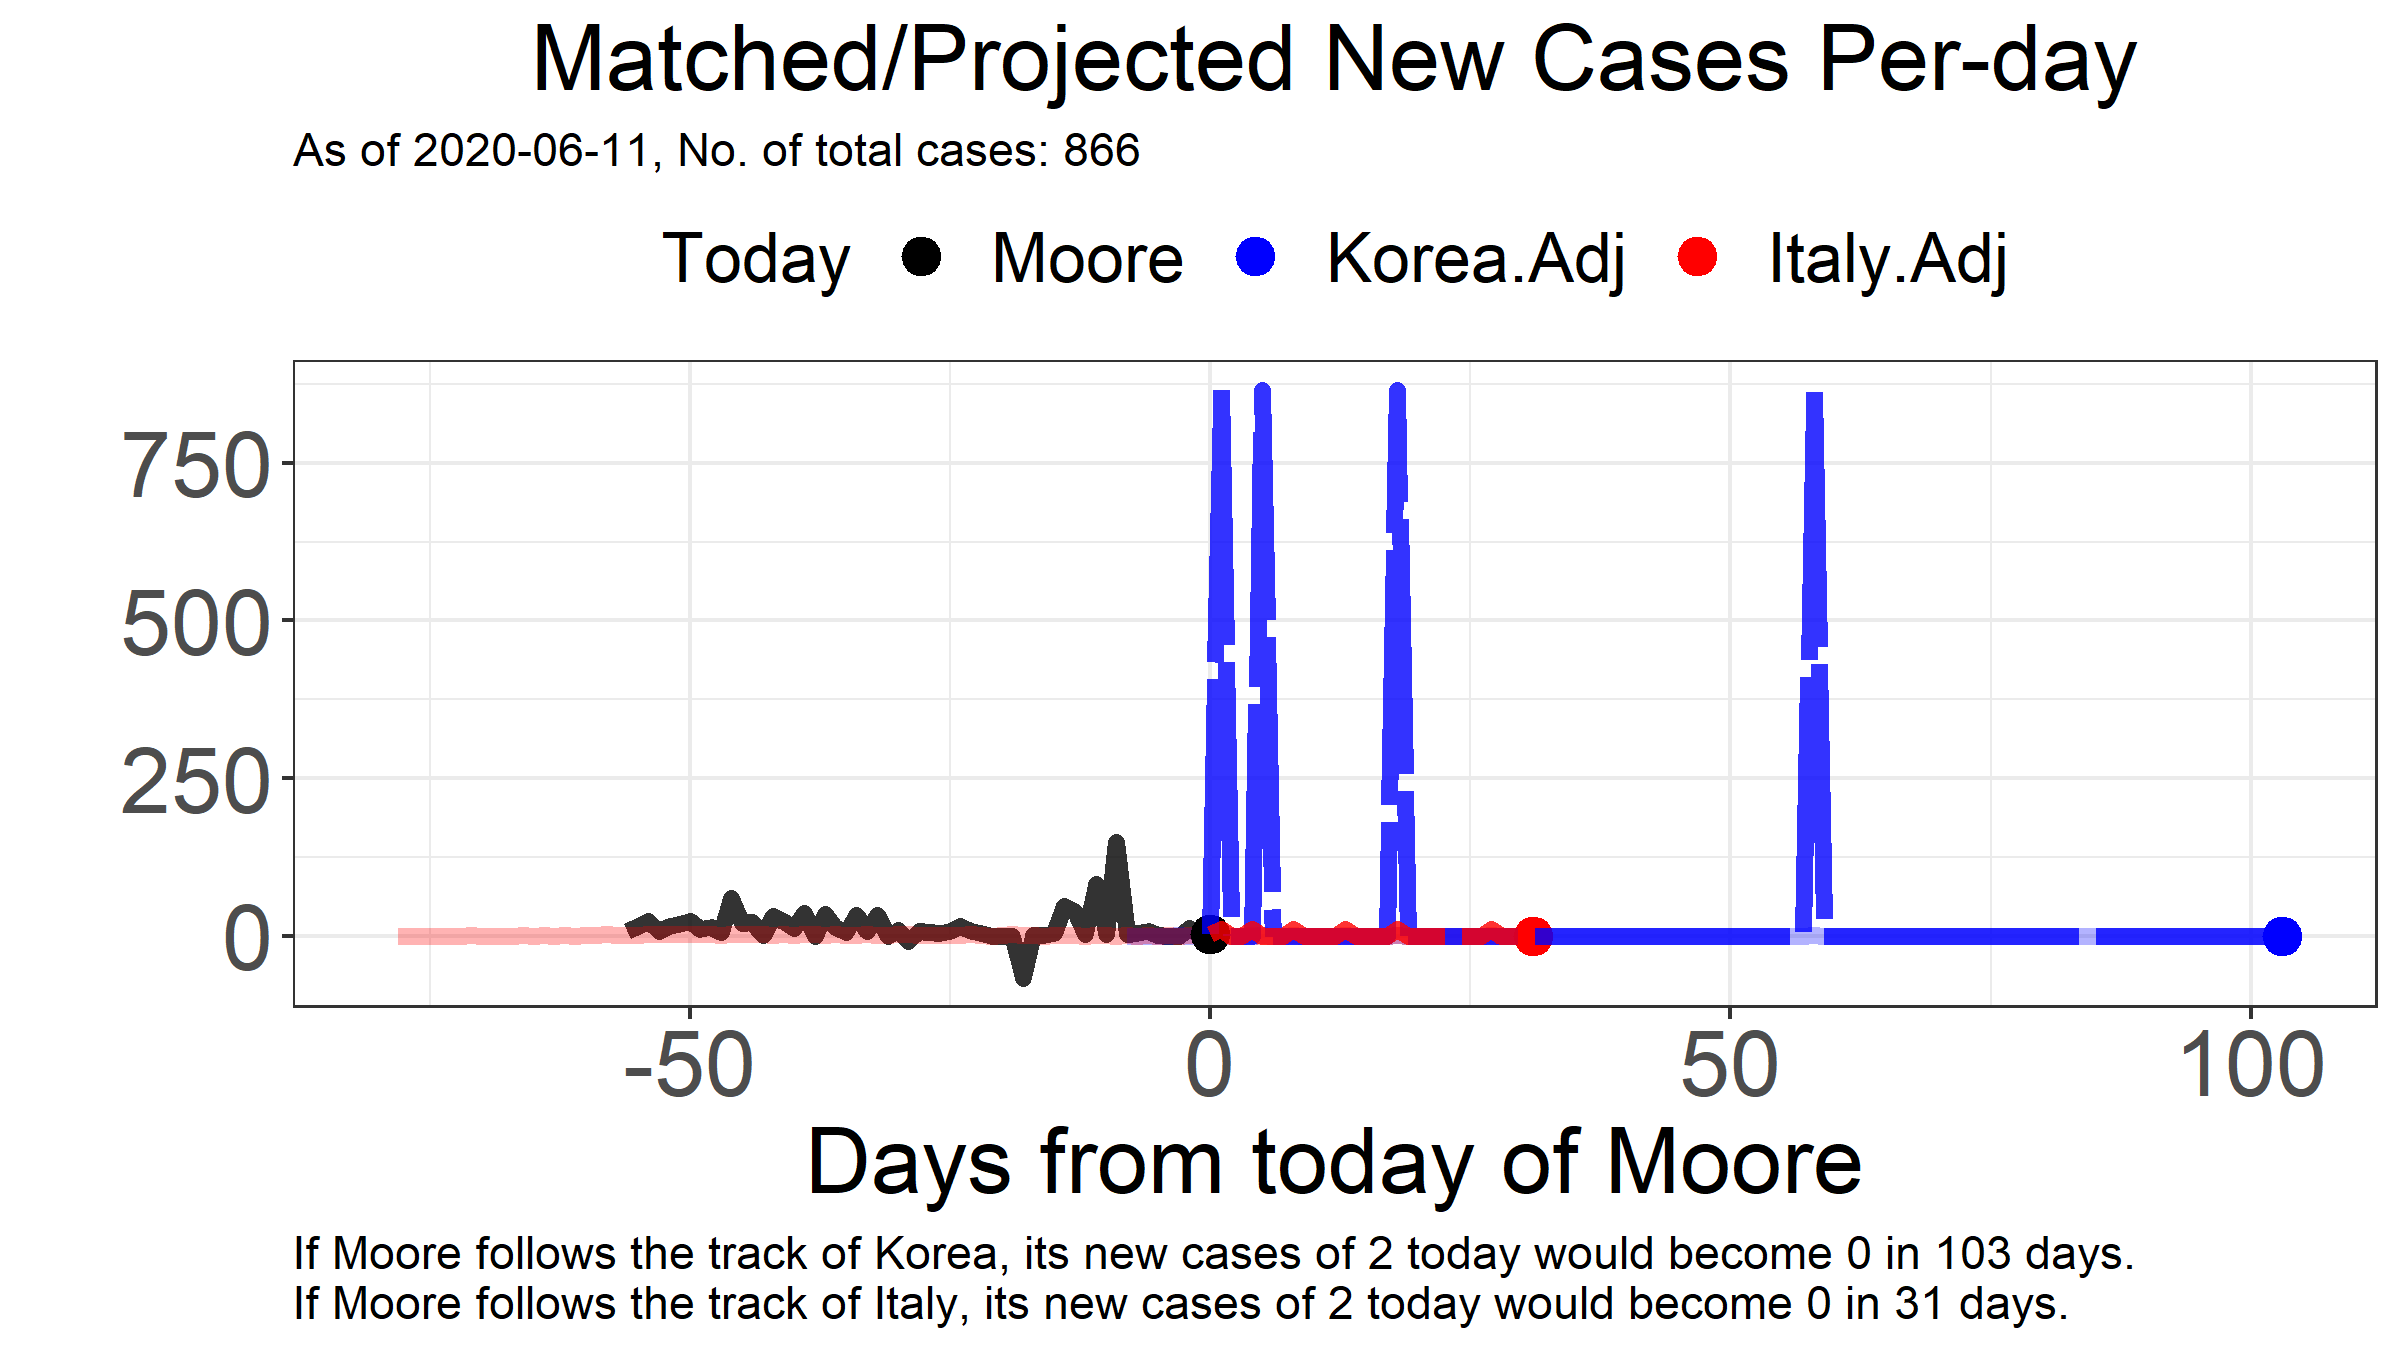 Matched/Projected New Cases Per-day
As of 2020-06-11, No. of total cases: 866
Today Moore Korea.Adj Italy.Adj
750
500
250
0
-50 0 50 100
Days from today of Moore
If Moore follows the track of Korea, its new cases of 2 today would become 0 in 103 days.
If Moore follows the track of Italy, its new cases of 2 today would become 0 in 31 days.